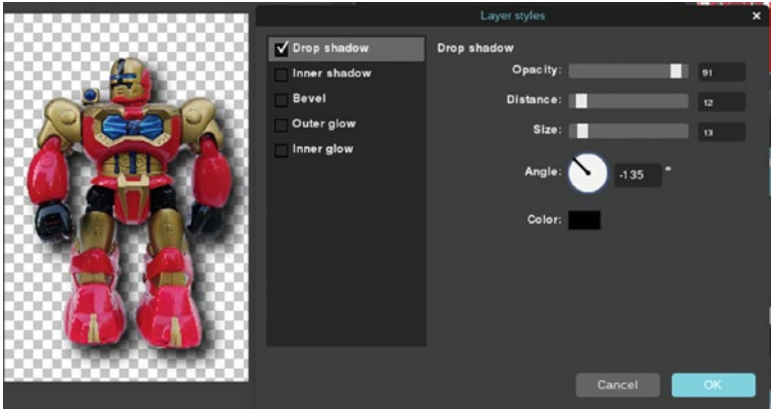 Layer styles
Drop shadow
Inner shadow
Bevel
Outer glow
Inner glow
Drop shadow
Opacity: 91
Distance: 12
Size: 13
Angle: -135 °
Color:
Cancel OK